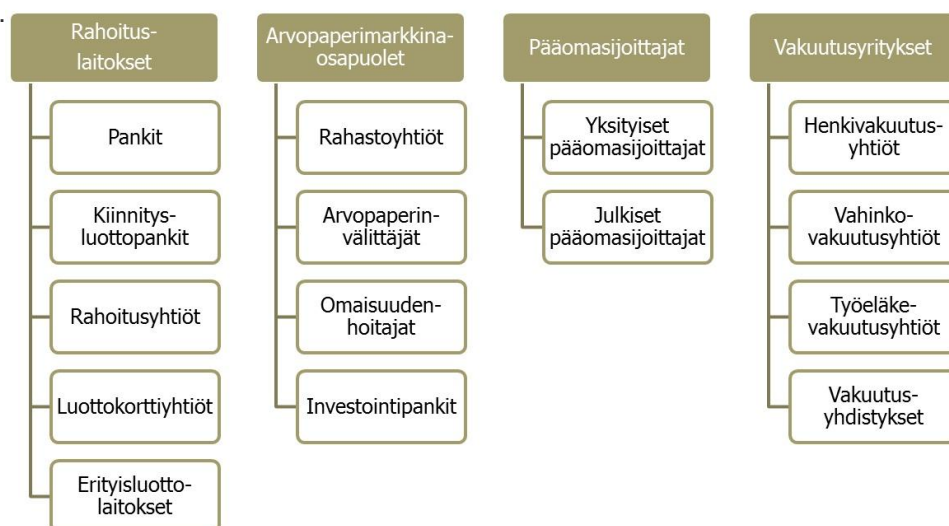 .
Rahoitus-
laitokset
Pankit
Kiinnitys-
luottopankit
Rahoitusyhtiöt
Luottokorttiyhtiöt
Erityisluotto-
laitokset
Arvopaperimarkkina-
osapuolet
Rahastoyhtiöt
Arvopaperin-
välittäjät
Omaisuuden-
hoitajat
Investointipankit
Pääomasijoittajat
Yksityiset
pääomasijoittajat
Julkiset
pääomasijoittajat
Vakuutusyritykset
Henkivakuutus-
yhtiöt
Vahinko-
vakuutusyhtiöt
Työeläke-
vakuutusyhtiöt
Vakuutus-
yhdistykset